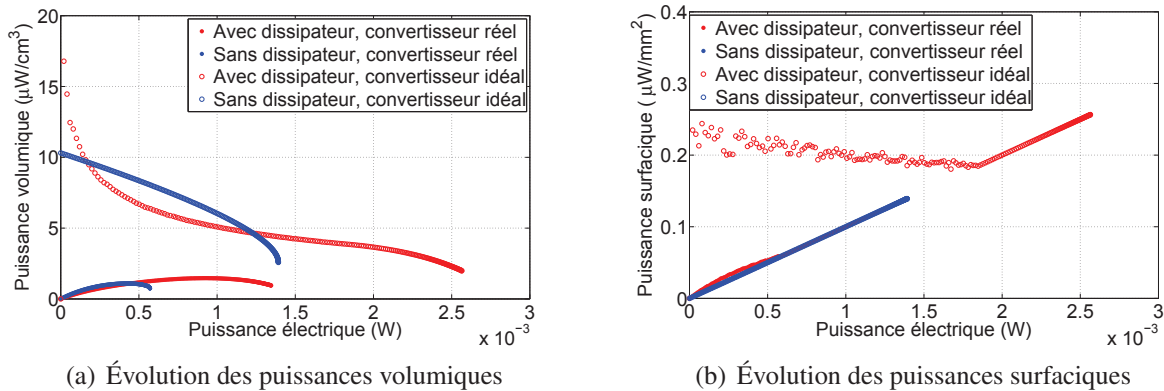 20
15
10
5
0
Puissance volumique (µW/cm³)
Avec dissipateur, convertisseur réel
Sans dissipateur, convertisseur réel
Avec dissipateur, convertisseur idéal
Sans dissipateur, convertisseur idéal
0 0.5 1 1.5 2 2.5 3
Puissance électrique (W)
x 10⁻³
(a) Évolution des puissances volumiques
0.4
0.3
0.2
0.1
0
Puissance surfacique ( µW/mm²)
Avec dissipateur, convertisseur réel
Sans dissipateur, convertisseur réel
Avec dissipateur, convertisseur idéal
Sans dissipateur, convertisseur idéal
0 0.5 1 1.5 2 2.5 3
Puissance électrique (W)
x 10⁻³
(b) Évolution des puissances surfaciques